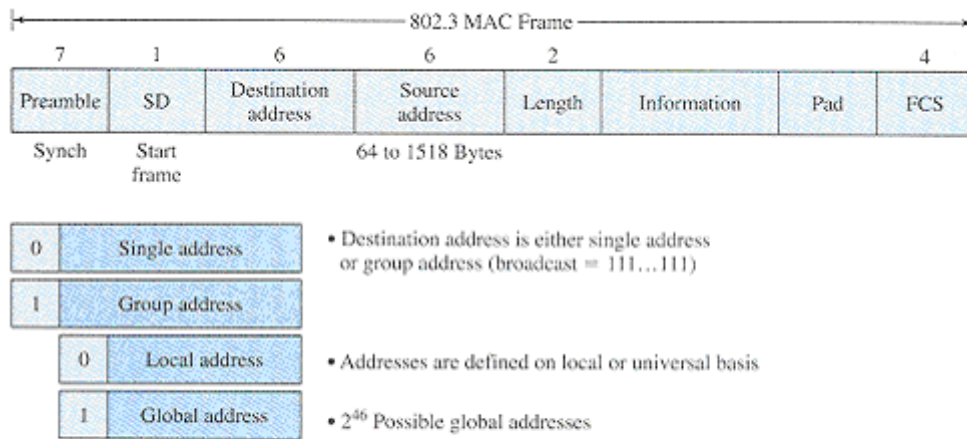 802.3 MAC Frame
7 1 6 6 2 4
Preamble SD Destination address Source address Length Information Pad FCS
Synch Start frame 64 to 1518 Bytes
0 Single address
• Destination address is either single address
or group address (broadcast = 111...111)
1 Group address
0 Local address
• Addresses are defined on local or universal basis
1 Global address
• 2⁴⁶ Possible global addresses